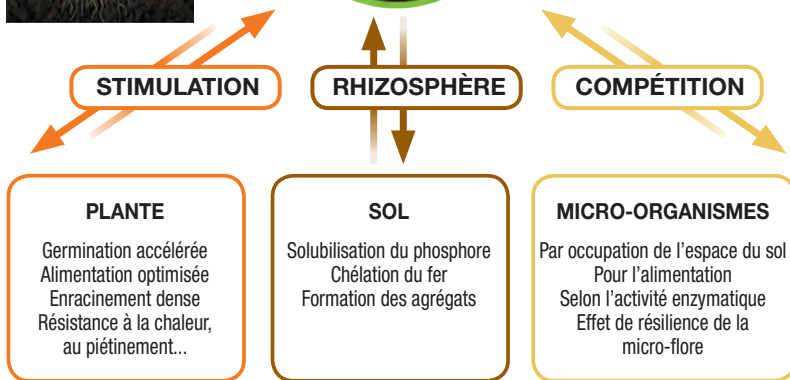 STIMULATION
RHIZOSPHÈRE
COMPÉTITION
PLANTE
Germination accélérée
Alimentation optimisée
Enracinement dense
Résistance à la chaleur,
au piétinement...
SOL
Solubilisation du phosphore
Chélation du fer
Formation des agrégats
MICRO-ORGANISMES
Par occupation de l’espace du sol
Pour l’alimentation
Selon l’activité enzymatique
Effet de résilience de la
micro-flore